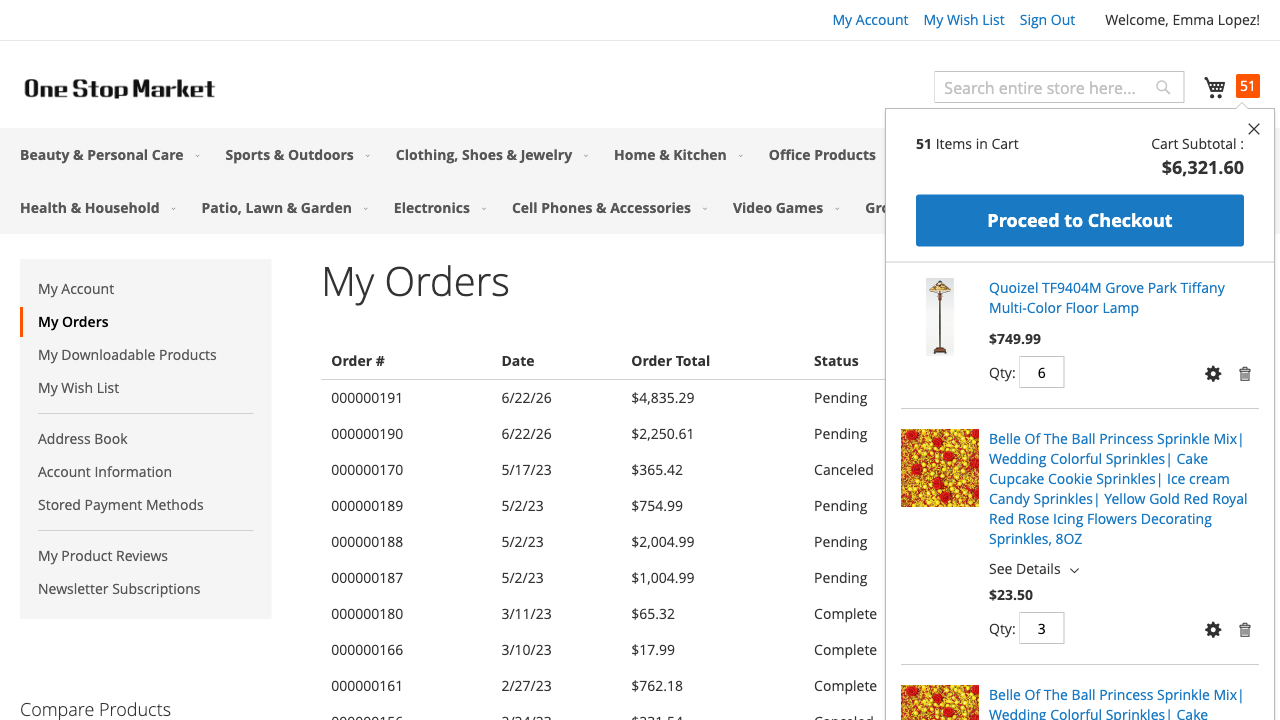 My Account My Wish List Sign Out Welcome, Emma Lopez!
One Stop Market
Search entire store here...
51
Beauty & Personal Care
Sports & Outdoors
Clothing, Shoes & Jewelry
Home & Kitchen
Office Products
Health & Household
Patio, Lawn & Garden
Electronics
Cell Phones & Accessories
Video Games
My Account
My Orders
My Downloadable Products
My Wish List
Address Book
Account Information
Stored Payment Methods
My Product Reviews
Newsletter Subscriptions
Compare Products
My Orders
Order # Date Order Total Status
000000191 6/22/26 $4,835.29 Pending
000000190 6/22/26 $2,250.61 Pending
000000170 5/17/23 $365.42 Canceled
000000189 5/2/23 $754.99 Pending
000000188 5/2/23 $2,004.99 Pending
000000187 5/2/23 $1,004.99 Pending
000000180 3/11/23 $65.32 Complete
000000166 3/10/23 $17.99 Complete
000000161 2/27/23 $762.18 Complete
51 Items in Cart
Cart Subtotal :
$6,321.60
Proceed to Checkout
Quoizel TF9404M Grove Park Tiffany
Multi-Color Floor Lamp
$749.99
Qty: 6
Belle Of The Ball Princess Sprinkle Mix|
Wedding Colorful Sprinkles| Cake
Cupcake Cookie Sprinkles| Ice cream
Candy Sprinkles| Yellow Gold Red Royal
Red Rose Icing Flowers Decorating
Sprinkles, 8OZ
See Details
$23.50
Qty: 3
Belle Of The Ball Princess Sprinkle Mix|
Wedding Colorful Sprinkles| Cake